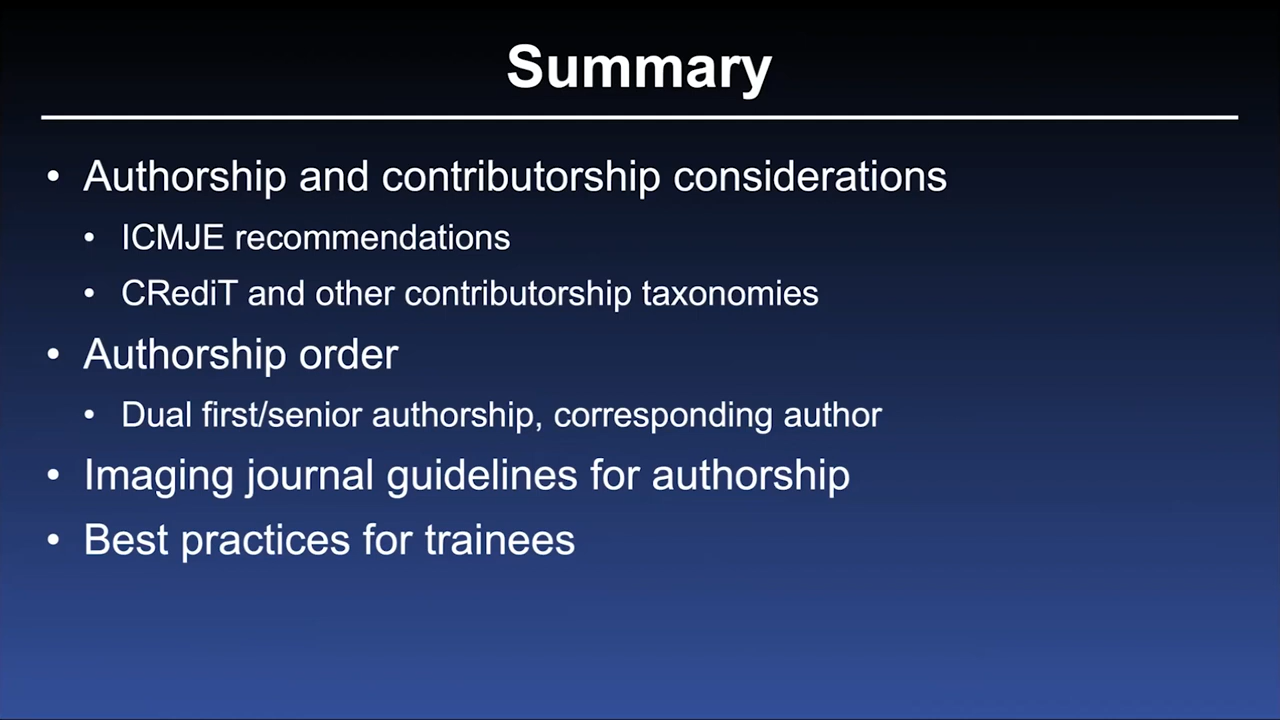 Summary
• Authorship and contributorship considerations
• ICMJE recommendations
• CRediT and other contributorship taxonomies
• Authorship order
• Dual first/senior authorship, corresponding author
• Imaging journal guidelines for authorship
• Best practices for trainees